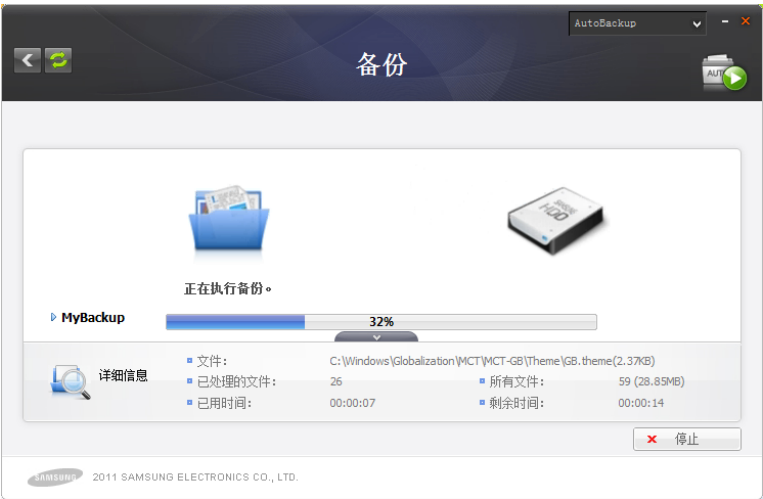 AutoBackup
备份
AUTO
SAMSUNG
HDD
正在执行备份。
MyBackup
32%
详细信息
文件: C:\Windows\Globalization\MCT\MCT-GB\Theme\GB.theme(2.37KB)
已处理的文件: 26 所有文件: 59 (28.85MB)
已用时间: 00:00:07 剩余时间: 00:00:14
停止
SAMSUNG 2011 SAMSUNG ELECTRONICS CO., LTD.